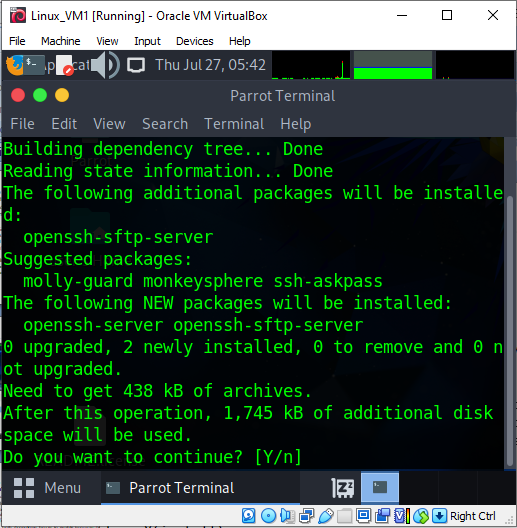 Linux_VM1 [Running] - Oracle VM VirtualBox
File Machine View Input Devices Help
Thu Jul 27, 05:42
Parrot Terminal
File Edit View Search Terminal Help
Building dependency tree... Done
Reading state information... Done
The following additional packages will be installe
d:
  openssh-sftp-server
Suggested packages:
  molly-guard monkeysphere ssh-askpass
The following NEW packages will be installed:
  openssh-server openssh-sftp-server
0 upgraded, 2 newly installed, 0 to remove and 0 n
ot upgraded.
Need to get 438 kB of archives.
After this operation, 1,745 kB of additional disk
space will be used.
Do you want to continue? [Y/n]
Menu Parrot Terminal
Right Ctrl